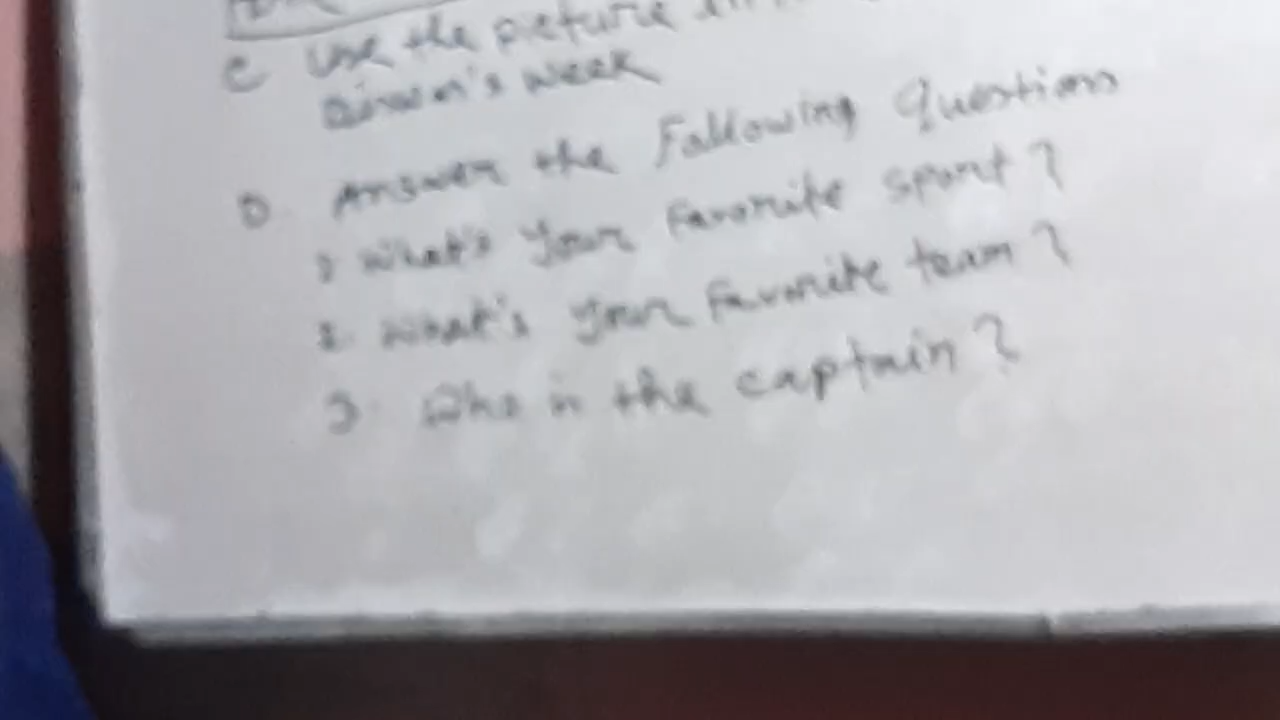 C Use the picture
week
D Answer the Following Questions
1 What's your Favorite sport?
2 What's your Favorite team?
3 Who is the captain?